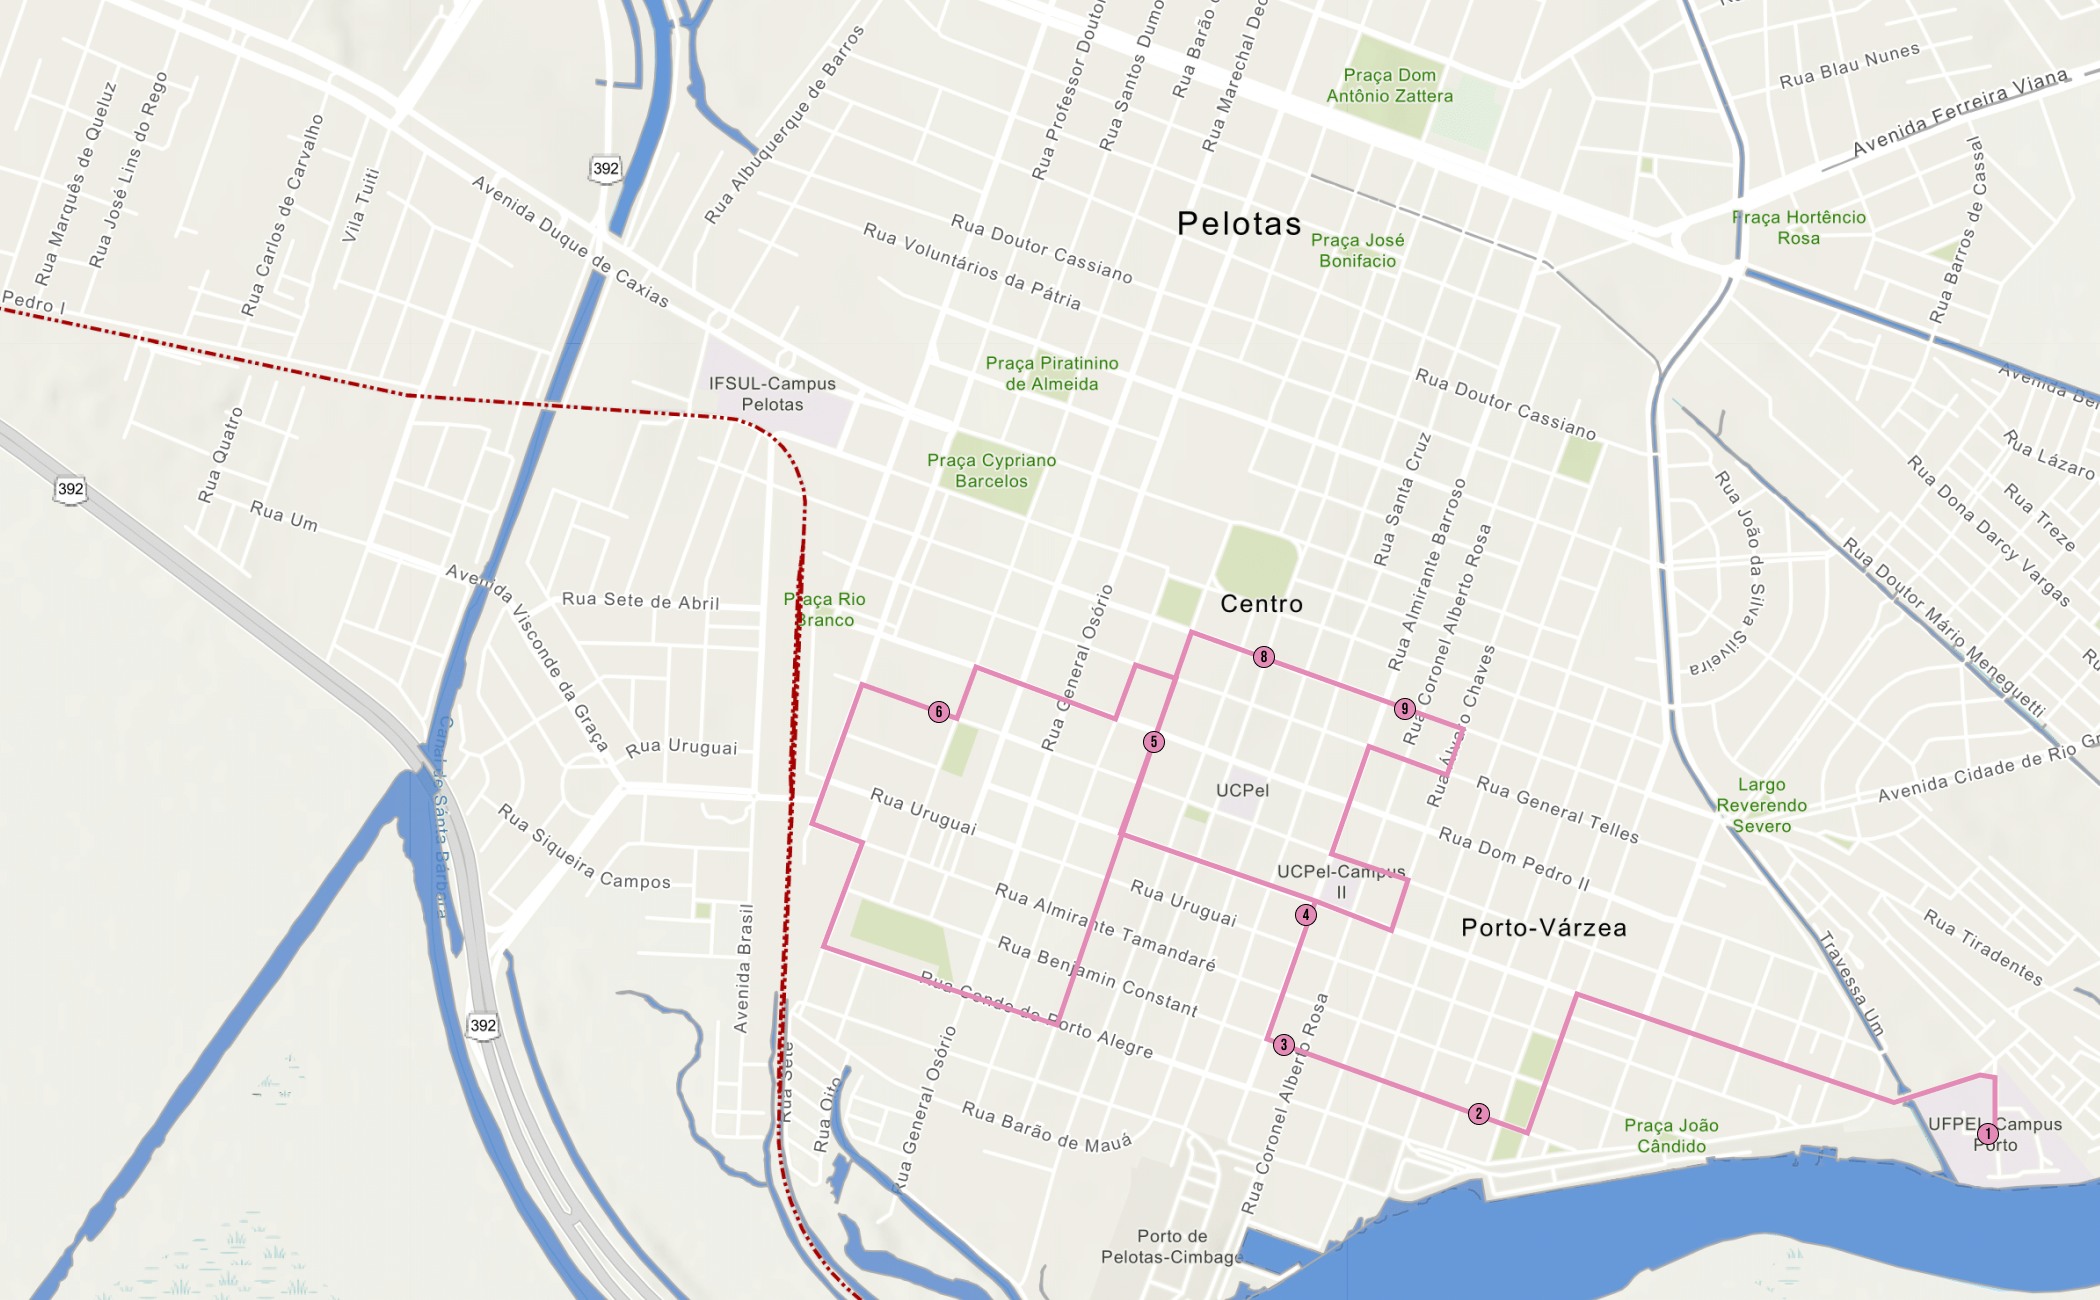 Rua Marquês de Queluz
Rua José Lins do Rego
Rua Carlos de Carvalho
Vila Tuiti
Pedro I
392
Avenida Duque de Caxias
Rua Albuquerque de Barros
Rua Professor Doutor
Rua Santos Dumo
Rua Barão
Rua Marechal Deo
Praça Dom
Antônio Zattera
Rua Blau Nunes
Avenida Ferreira Viana
Rua Barros de Cassal
Praça Hortêncio
Rosa
Pelotas
Praça José
Bonifacio
Rua Doutor Cassiano
Rua Voluntários da Pátria
IFSUL-Campus
Pelotas
Praça Piratinino
de Almeida
Praça Cypriano
Barcelos
Rua Doutor Cassiano
Rua Santa Cruz
Rua Almirante Barroso
Rua Coronel Alberto Rosa
Rua Álvaro Chaves
Avenida Be
Rua Lázaro
Rua Treze
Rua Dona Darcy Vargas
Rua João da Silva Silveira
Rua Doutor Mário Meneguetti
Ru
392
Rua Quatro
Rua Um
Avenida Visconde da Graça
Rua Sete de Abril
Praça Rio
Branco
Rua General Osório
Centro
8
9
6
5
Rua Uruguai
Canal de Santa Bárbara
Rua Siqueira Campos
Rua Uruguai
UCPel
Rua General Telles
Rua Dom Pedro II
Largo
Reverendo
Severo
Avenida Cidade de Rio Gr
UCPel-Campus
II
4
Porto-Várzea
Rua Uruguai
Rua Almirante Tamandaré
Rua Benjamin Constant
Rua Conde de Porto Alegre
Avenida Brasil
392
Rua Sete
Rua Oito
Rua General Osório
Rua Barão de Mauá
Rua Coronel Alberto Rosa
3
2
Travessa Um
Rua Tiradentes
Praça João
Cândido
UFPEL-Campus
Porto
1
Porto de
Pelotas-Cimbage